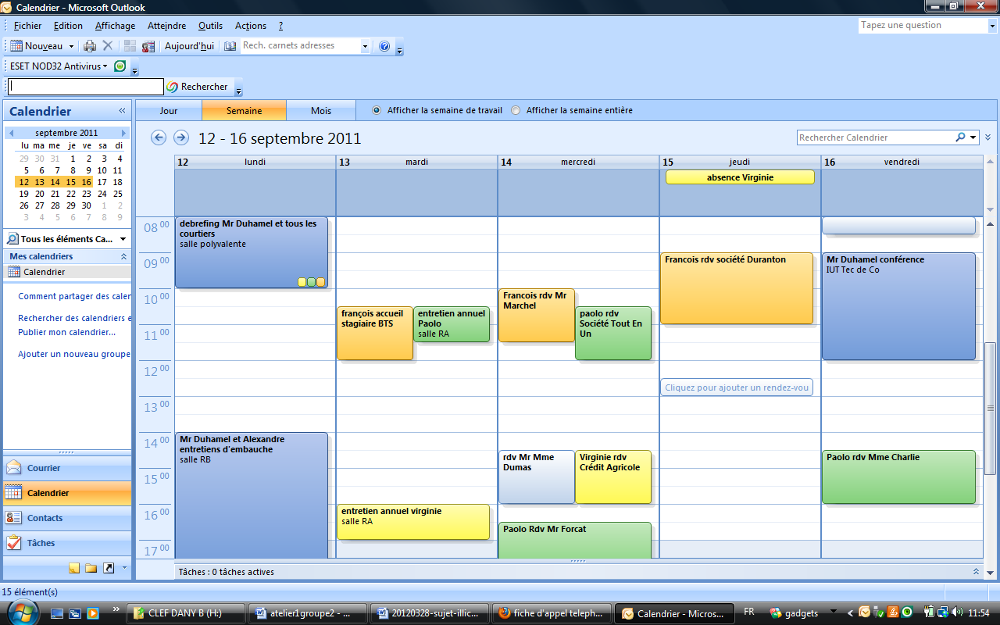 Calendrier - Microsoft Outlook
Fichier Edition Affichage Atteindre Outils Actions ?
Tapez une question
Nouveau Aujourd'hui Rech. carnets adresses
ESET NOD32 Antivirus
Rechercher
Calendrier «
Jour Semaine Mois Afficher la semaine de travail Afficher la semaine entière
septembre 2011
lu ma me je ve sa di
29 30 31 1 2 3 4
5 6 7 8 9 10 11
12 13 14 15 16 17 18
19 20 21 22 23 24 25
26 27 28 29 30 1 2
3 4 5 6 7 8 9
Tous les éléments Ca...
Mes calendriers
Calendrier
Comment partager des calen
Rechercher des calendriers e
Publier mon calendrier...
Ajouter un nouveau groupe
Courrier
Calendrier
Contacts
Tâches
12 - 16 septembre 2011
Rechercher Calendrier
12 lundi 13 mardi 14 mercredi 15 jeudi 16 vendredi
absence Virginie
08 00
09 00
10 00
11 00
12 00
13 00
14 00
15 00
16 00
17 00
debrefing Mr Duhamel et tous les
courtiers
salle polyvalente
Mr Duhamel et Alexandre
entretiens d'embauche
salle RB
françois accueil
stagiaire BTS
entretien annuel
Paolo
salle RA
entretien annuel virginie
salle RA
Francois rdv Mr
Marchel
paolo rdv
Société Tout En
Un
rdv Mr Mme
Dumas
Virginie rdv
Crédit Agricole
Paolo Rdv Mr Forcat
Francois rdv société Duranton
Cliquez pour ajouter un rendez-vou
Mr Duhamel conférence
IUT Tec de Co
Paolo rdv Mme Charlie
Tâches : 0 tâches actives
15 élément(s)
» CLEF DANY B (H:) atelier1groupe2 - ... 20120328-sujet-illic... fiche d'appel teleph... Calendrier - Micros... FR gadgets 11:54